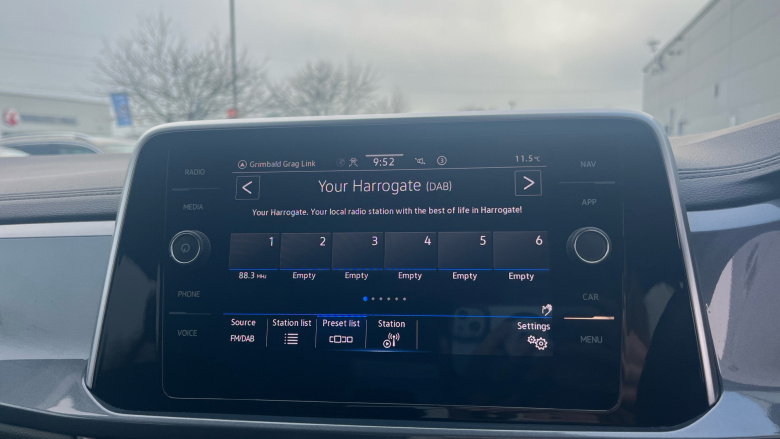 RADIO
MEDIA
PHONE
VOICE
Grimbald Grag Link
9:52
11.5°C
Your Harrogate (DAB)
Your Harrogate. Your local radio station with the best of life in Harrogate!
1 2 3 4 5 6
88.3 MHz Empty Empty Empty Empty Empty
Source Station list Preset list Station Settings
FM/DAB
NAV
APP
CAR
MENU